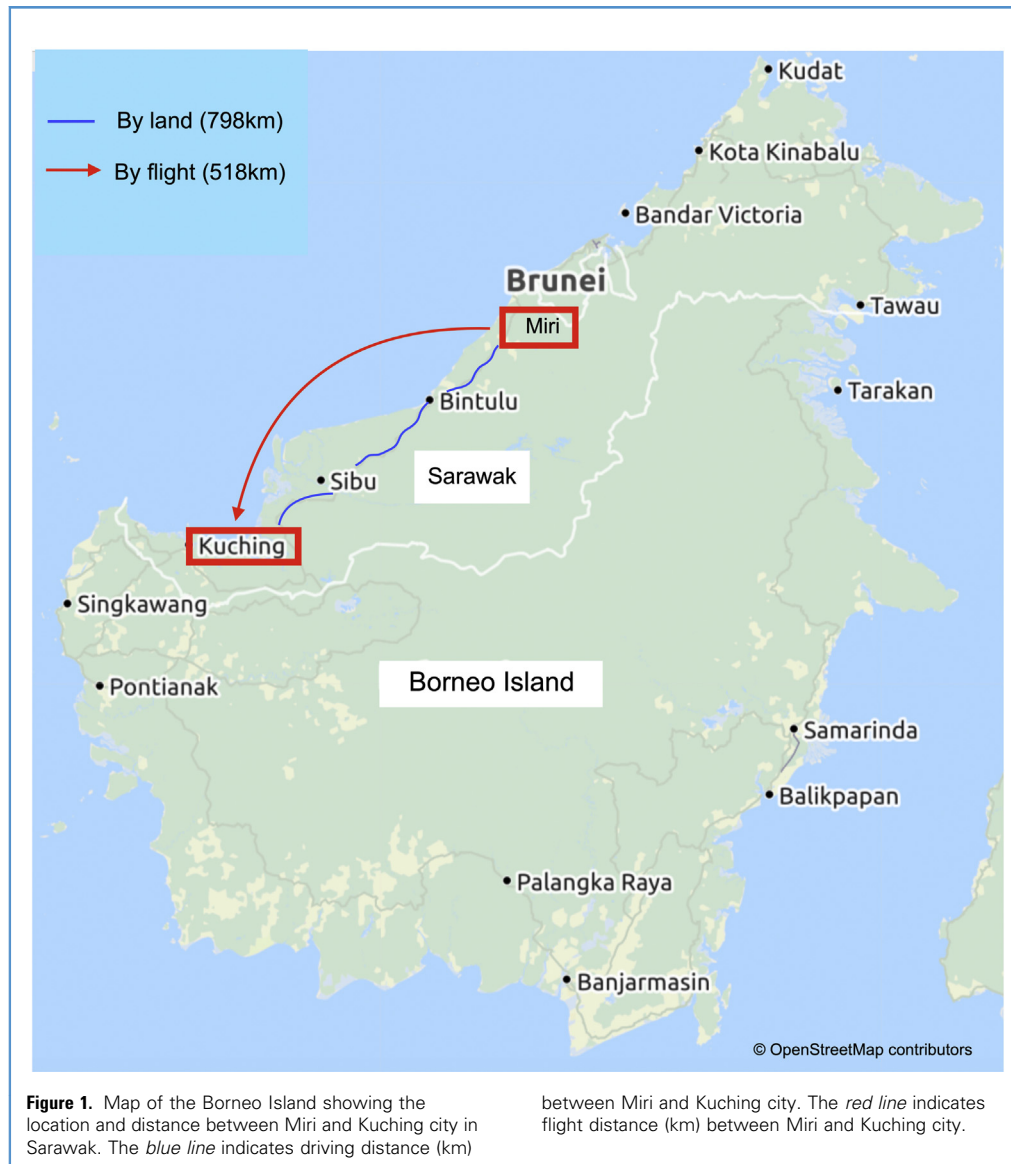 By land (798km)
By flight (518km)
Kudat
Kota Kinabalu
Bandar Victoria
Brunei
Tawau
Miri
Tarakan
Bintulu
Sibu
Sarawak
Kuching
Singkawang
Borneo Island
Pontianak
Samarinda
Balikpapan
Palangka Raya
Banjarmasin
© OpenStreetMap contributors
Figure 1. Map of the Borneo Island showing the
location and distance between Miri and Kuching city in
Sarawak. The blue line indicates driving distance (km)
between Miri and Kuching city. The red line indicates
flight distance (km) between Miri and Kuching city.